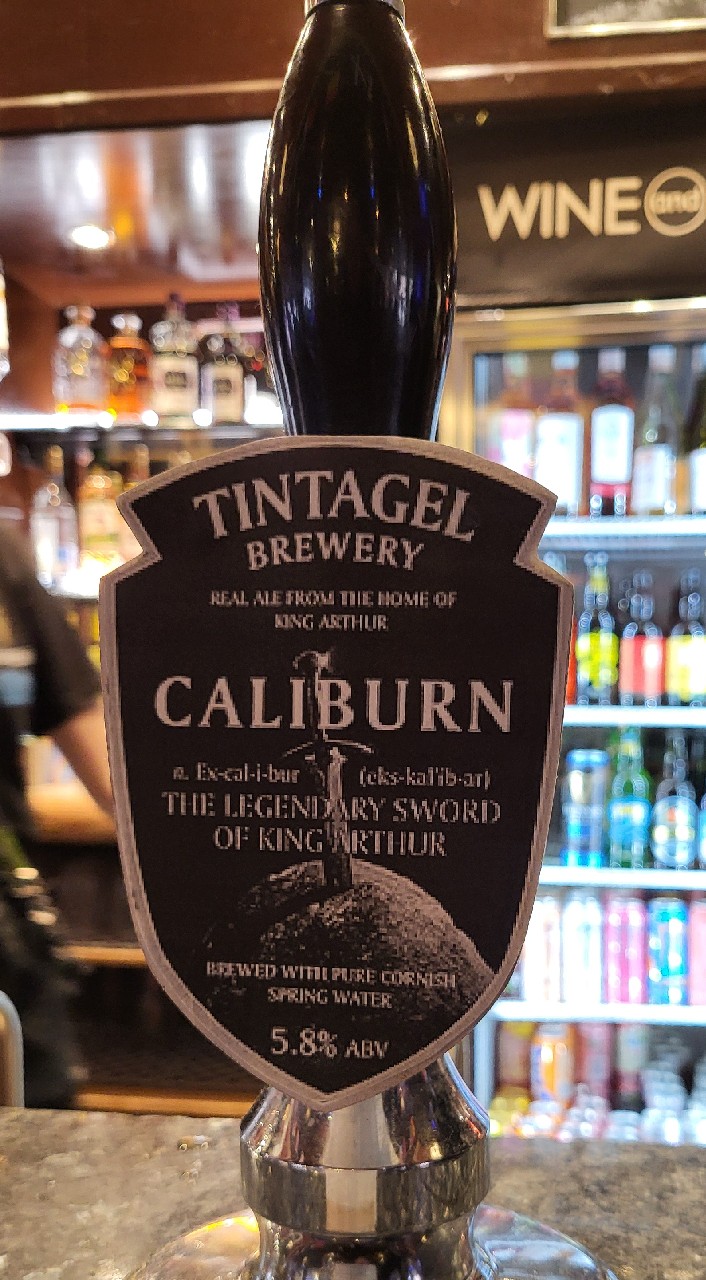 WINE and
TINTAGEL
BREWERY
REAL ALE FROM THE HOME OF
KING ARTHUR
CALIBURN
n. Ex-cal-i-bur (eks-kal'ib-ar)
THE LEGENDARY SWORD
OF KING ARTHUR
BREWED WITH PURE CORNISH
SPRING WATER
5.8% ABV